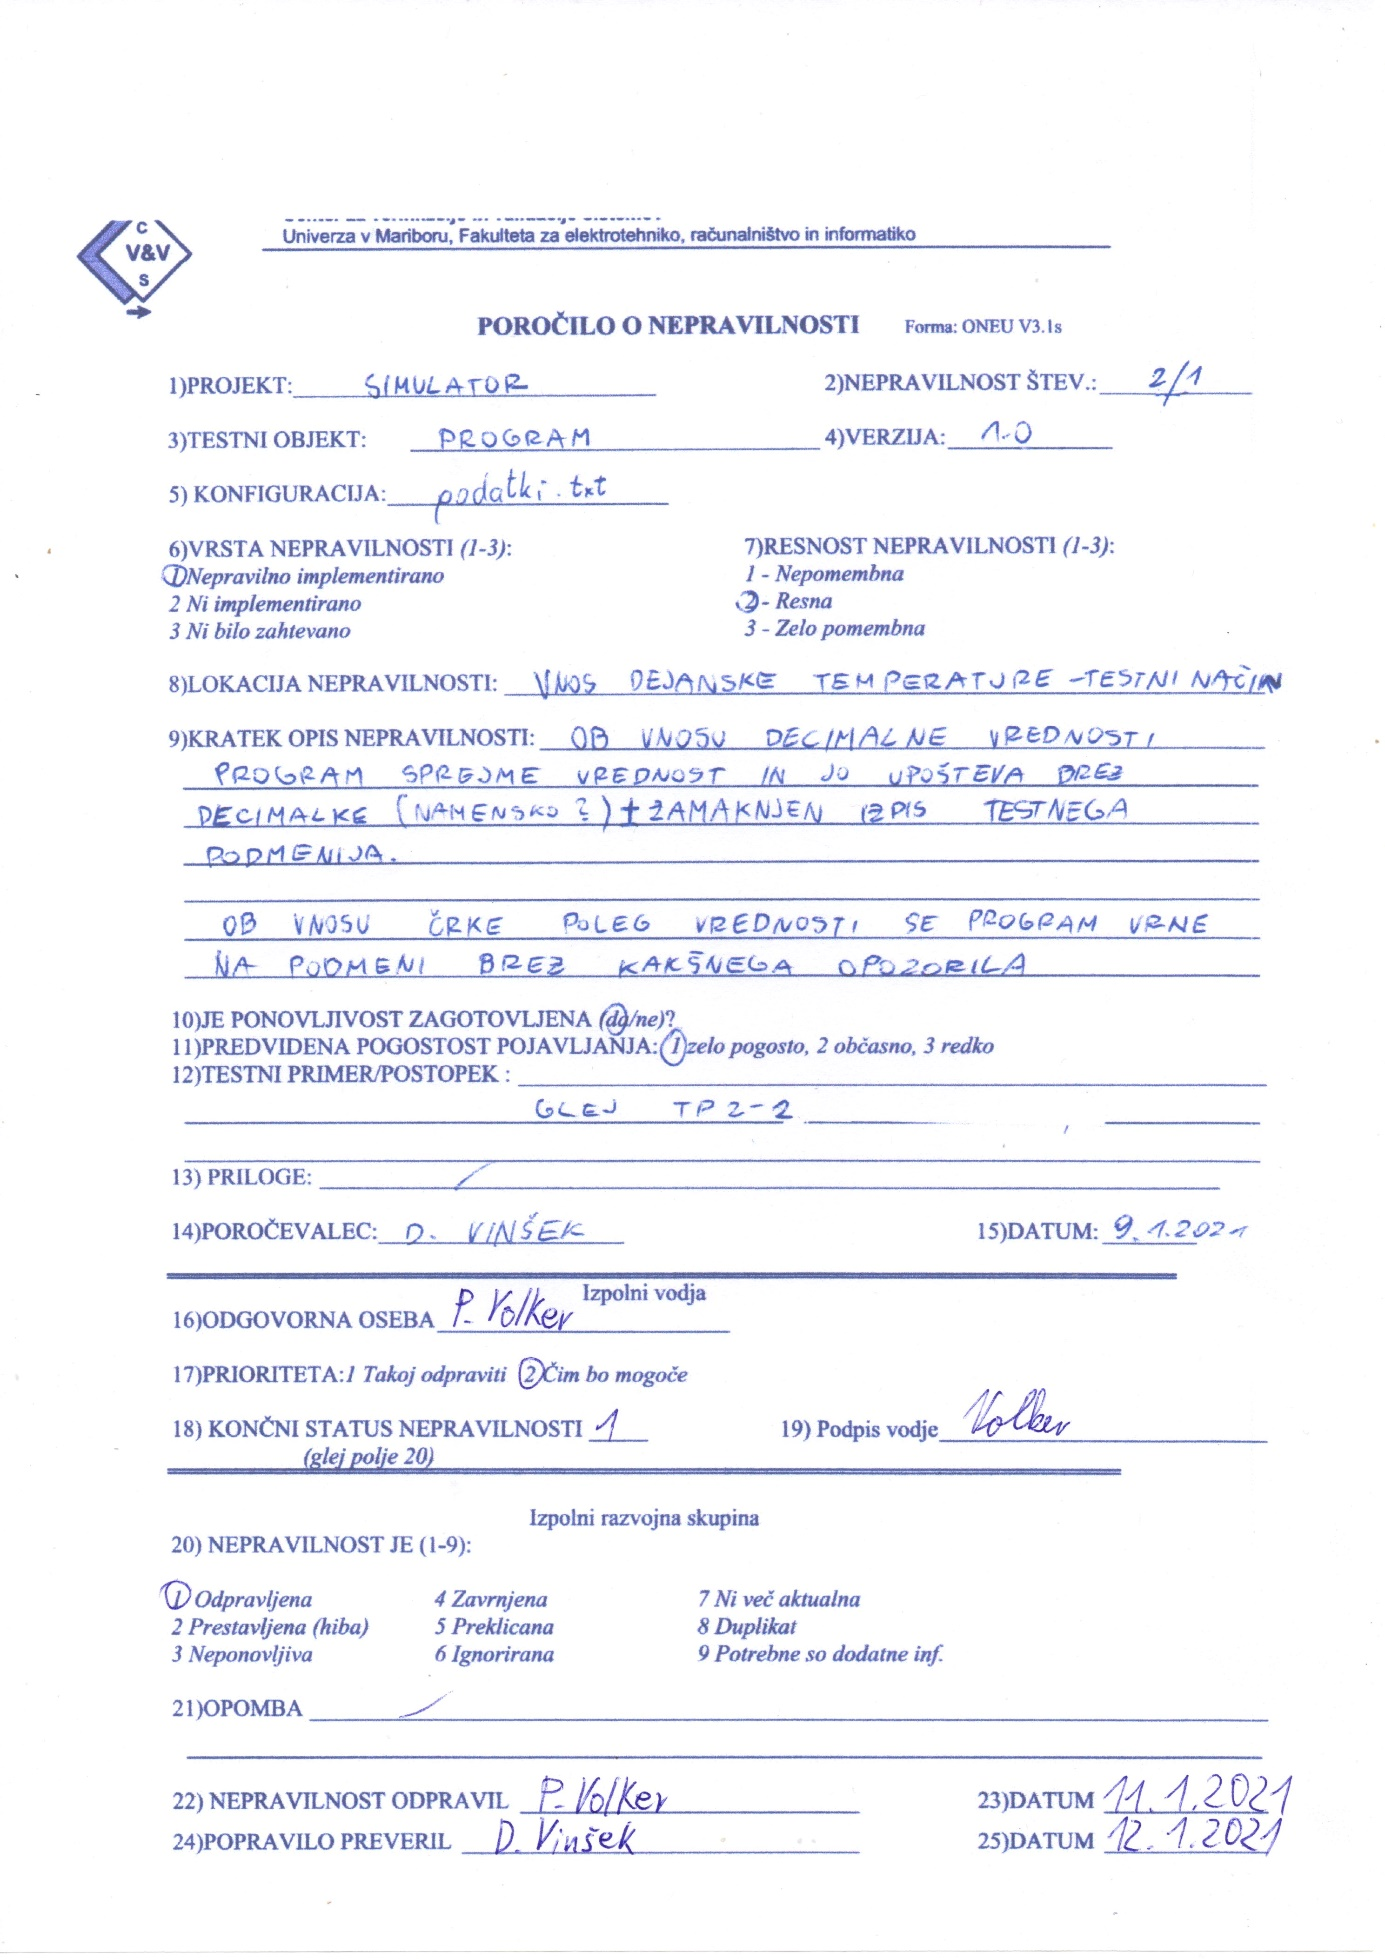 C
V&V
S
Univerza v Mariboru, Fakulteta za elektrotehniko, računalništvo in informatiko
POROČILO O NEPRAVILNOSTI Forma: ONEU V3.1s
1)PROJEKT: SIMULATOR 2)NEPRAVILNOST ŠTEV.: 2/1
3)TESTNI OBJEKT: PROGRAM 4)VERZIJA: 1.0
5) KONFIGURACIJA: podatki.txt
6)VRSTA NEPRAVILNOSTI (1-3): 7)RESNOST NEPRAVILNOSTI (1-3):
1 Nepravilno implementirano 1 - Nepomembna
2 Ni implementirano 2 - Resna
3 Ni bilo zahtevano 3 - Zelo pomembna
8)LOKACIJA NEPRAVILNOSTI: VNOS DEJANSKE TEMPERATURE - TESTNI NAČIN
9)KRATEK OPIS NEPRAVILNOSTI: OB VNOSU DECIMALNE VREDNOSTI
PROGRAM SPREJME VREDNOST IN JO UPOŠTEVA BREZ
DECIMALKE (NAMENSKO?) + ZAMAKNJEN IZPIS TESTNEGA
PODMENIJA.
OB VNOSU ČRKE POLEG VREDNOSTI SE PROGRAM VRNE
NA PODMENI BREZ KAKŠNEGA OPOZORILA
10)JE PONOVLJIVOST ZAGOTOVLJENA (da/ne)?
11)PREDVIDENA POGOSTOST POJAVLJANJA: 1 zelo pogosto, 2 občasno, 3 redko
12)TESTNI PRIMER/POSTOPEK :
GLEJ TP2-2
13) PRILOGE: /
14)POROČEVALEC: D. VINŠEK 15)DATUM: 9.1.2021
Izpolni vodja
16)ODGOVORNA OSEBA P. Volker
17)PRIORITETA:1 Takoj odpraviti 2 Čim bo mogoče
18) KONČNI STATUS NEPRAVILNOSTI 1 19) Podpis vodje Volker
(glej polje 20)
Izpolni razvojna skupina
20) NEPRAVILNOST JE (1-9):
1 Odpravljena 4 Zavrnjena 7 Ni več aktualna
2 Prestavljena (hiba) 5 Preklicana 8 Duplikat
3 Neponovljiva 6 Ignorirana 9 Potrebne so dodatne inf.
21)OPOMBA /
22) NEPRAVILNOST ODPRAVIL P. Volker 23)DATUM 11.1.2021
24)POPRAVILO PREVERIL D. Vinšek 25)DATUM 12.1.2021